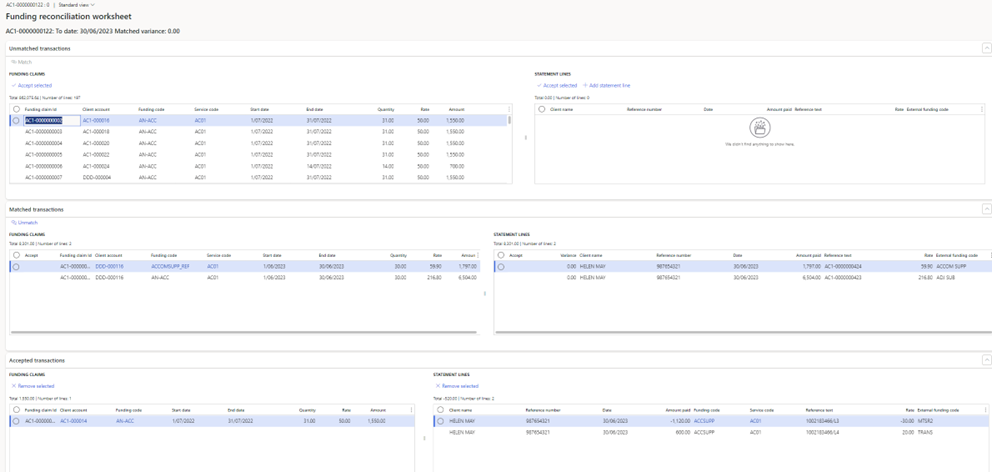 AC1-0000000122 : 0 | Standard view
Funding reconciliation worksheet
AC1-0000000122: To date: 30/06/2023 Matched variance: 0.00
Unmatched transactions
Match
FUNDING CLAIMS
Accept selected
Number of lines: 167
Funding claim id Client account Funding code Service code Start date End date Quantity Rate Amount
AC1-0000000002 AC1-000016 AN-ACC AC01 1/07/2022 31/07/2022 31.00 50.00 1,550.00
AC1-0000000003 AC1-000018 AN-ACC AC01 1/07/2022 31/07/2022 31.00 50.00 1,550.00
AC1-0000000004 AC1-000020 AN-ACC AC01 1/07/2022 31/07/2022 31.00 50.00 1,550.00
AC1-0000000005 AC1-000022 AN-ACC AC01 1/07/2022 31/07/2022 31.00 50.00 1,550.00
AC1-0000000006 AC1-000024 AN-ACC AC01 14/07/2022 31/07/2022 14.00 50.00 700.00
AC1-0000000007 DDD-000004 AN-ACC AC01 1/07/2022 31/07/2022 31.00 50.00 1,550.00
STATEMENT LINES
Accept selected Add statement line
Total: 0.00 | Number of lines: 0
Client name Reference number Date Amount paid Reference text Rate External funding code
We didn't find anything to show here.
Matched transactions
Unmatch
FUNDING CLAIMS
Total: 8,301.00 | Number of lines: 2
Accept Funding claim id Client account Funding code Service code Start date End date Quantity Rate Amoun
AC1-000000... DDD-000116 ACCOMSUPP_REF AC01 1/06/2023 30/06/2023 30.00 59.90 1,797.00
AC1-000000... DDD-000116 AN-ACC AC01 1/06/2023 30/06/2023 30.00 216.80 6,504.00
STATEMENT LINES
Total: 8,301.00 | Number of lines: 2
Accept Variance Client name Reference number Date Amount paid Reference text Rate External funding code
0.00 HELEN MAY 987654321 30/06/2023 1,797.00 AC1-0000000424 59.90 ACCOM SUPP
0.00 HELEN MAY 987654321 30/06/2023 6,504.00 AC1-0000000423 216.80 ADJ SUB
Accepted transactions
FUNDING CLAIMS
Remove selected
Total: 1,550.00 | Number of lines: 1
Funding claim id Client account Funding code Start date End date Quantity Rate Amount
AC1-000000... AC1-000014 AN-ACC 1/07/2022 31/07/2022 31.00 50.00 1,550.00
STATEMENT LINES
Remove selected
Total: -520.00 | Number of lines: 2
Client name Reference number Date Amount paid Funding code Service code Reference text Rate External funding code
HELEN MAY 987654321 30/06/2023 -1,120.00 ACCSUPP AC01 1002183466/L3 -30.00 MTSR2
HELEN MAY 987654321 30/06/2023 600.00 ACCSUPP AC01 1002183466/L4 20.00 TRANS